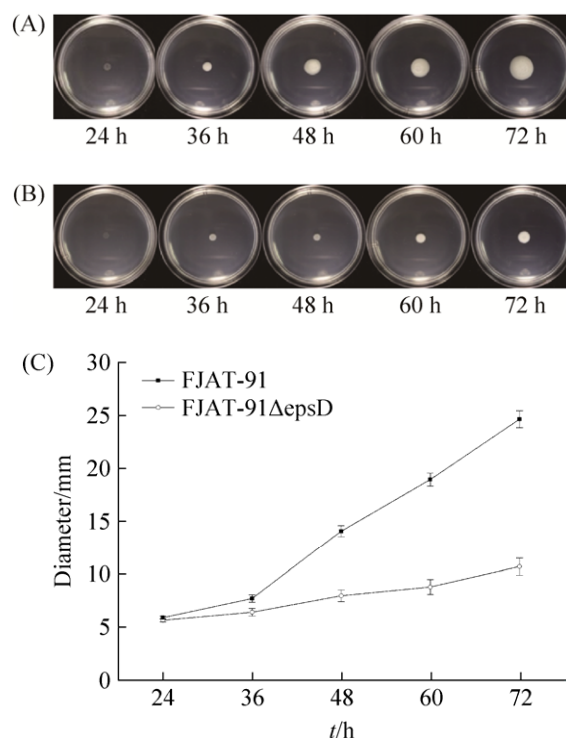 (A)
24 h 36 h 48 h 60 h 72 h
(B)
24 h 36 h 48 h 60 h 72 h
(C)
30
25
20
15
10
5
0
Diameter/mm
FJAT-91
FJAT-91ΔepsD
24 36 48 60 72
t/h